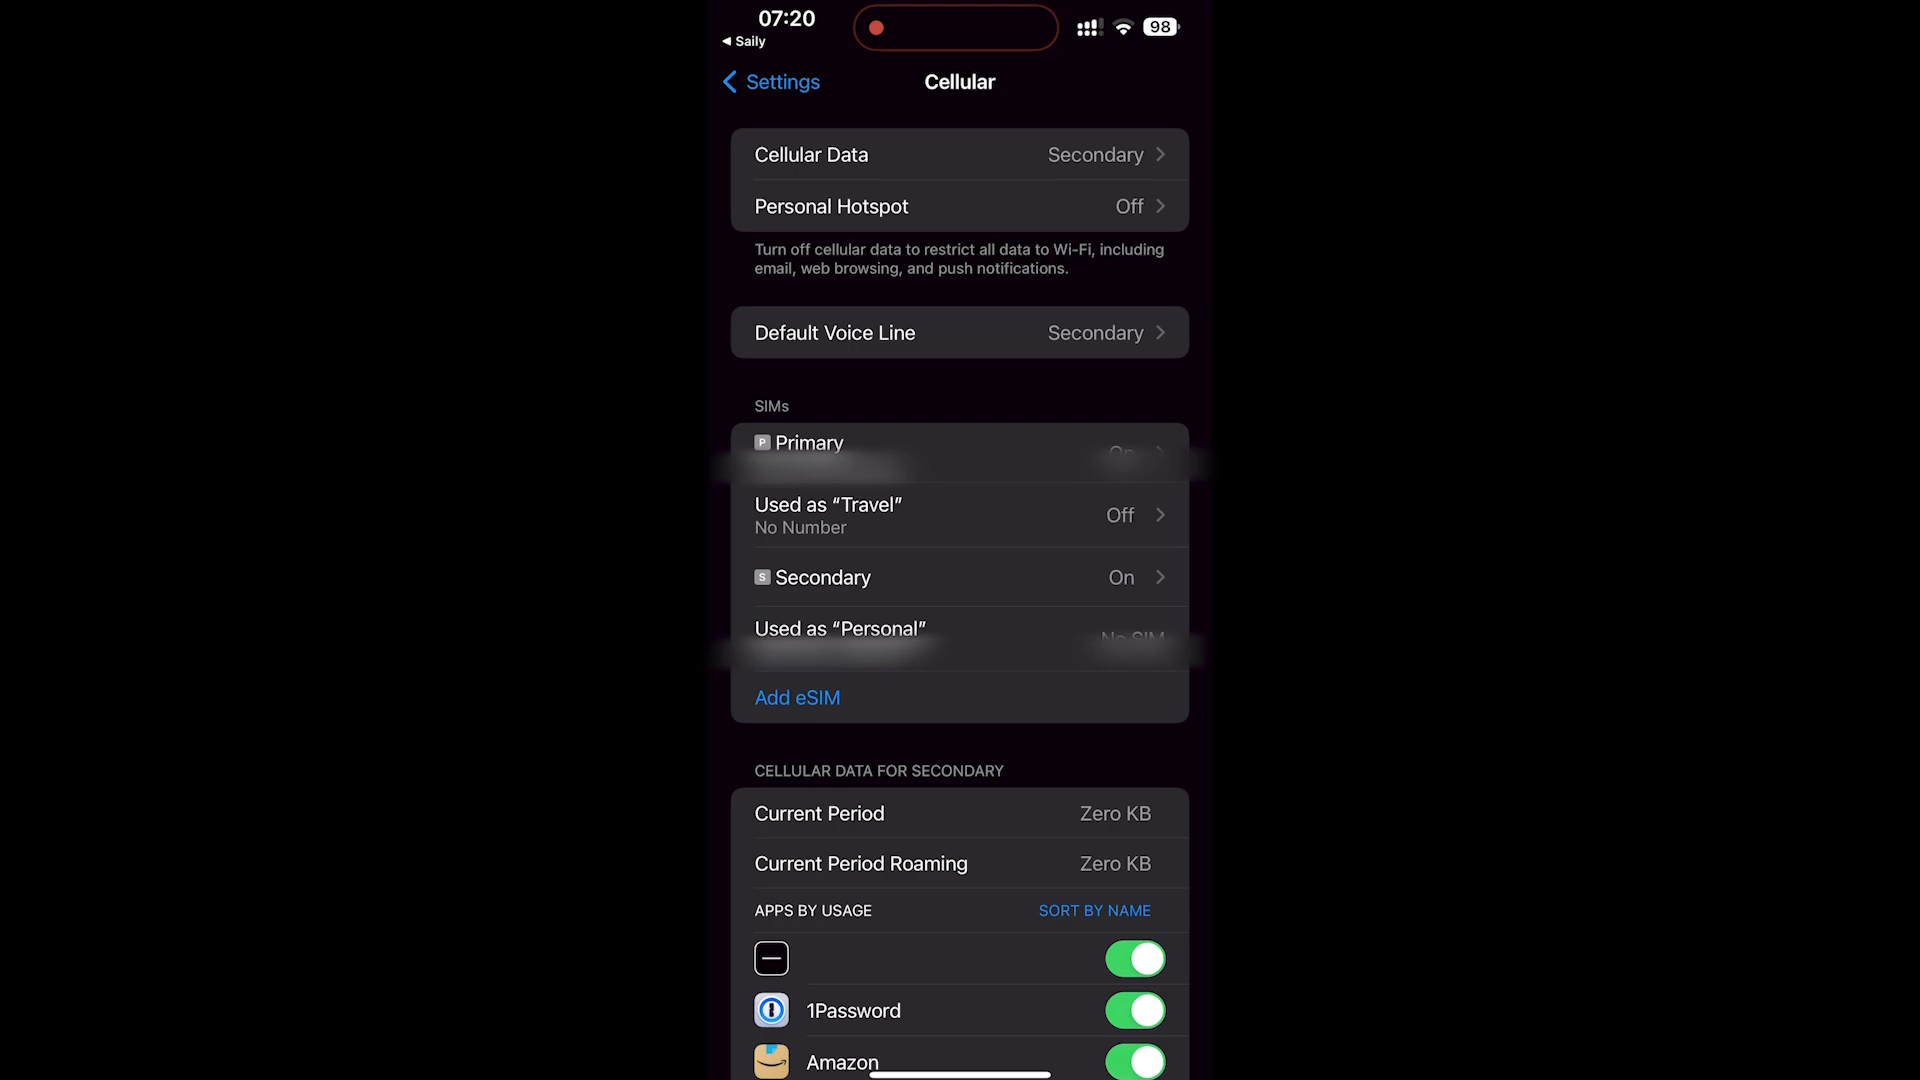 07:20
98
◀ Saily
Settings
Cellular
Cellular Data
Secondary
Personal Hotspot
Off
Turn off cellular data to restrict all data to Wi-Fi, including
email, web browsing, and push notifications.
Default Voice Line
Secondary
SIMs
P Primary
On
Used as “Travel”
Off
No Number
S Secondary
On
Used as “Personal”
No SIM
Add eSIM
CELLULAR DATA FOR SECONDARY
Current Period
Zero KB
Current Period Roaming
Zero KB
APPS BY USAGE
SORT BY NAME
1Password
Amazon